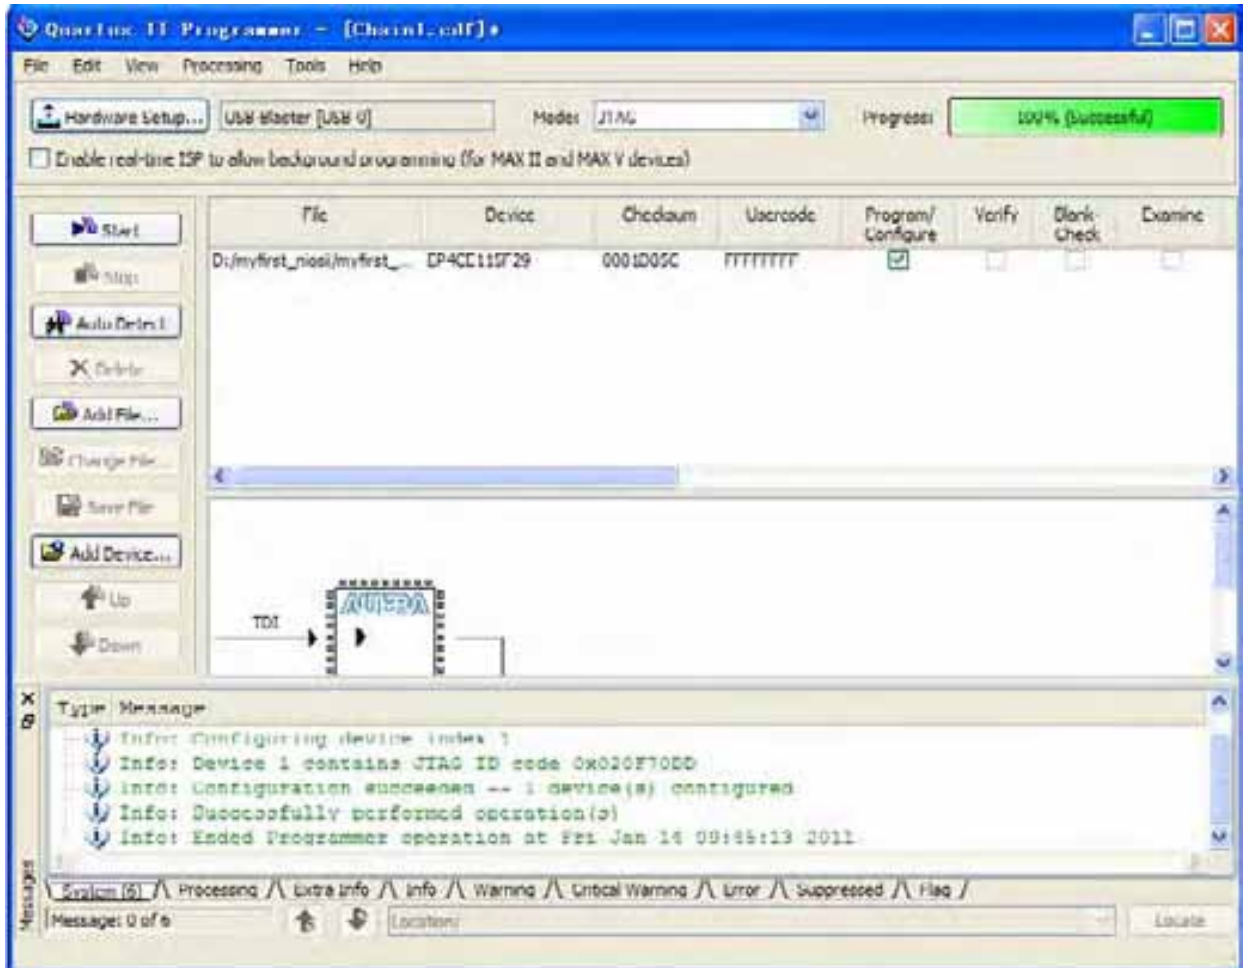 Quartus II Programmer - [Chain1.cdf]*
File Edit View Processing Tools Help
Hardware Setup... USB-Blaster [USB-0] Mode: JTAG Progress: 100% (Successful)
Enable real-time ISP to allow background programming (for MAX II and MAX V devices)
File Device Checksum Usercode Program/ Verify Blank- Examine
Configure Check
D:/myfirst_niosii/myfirst_... EP4CE115F29 FFFFFFFF
Start
Stop
Auto Detect
Delete
Add File...
Change File...
Save File
Add Device...
Up
Down
TDI
ALTERA
Type Message
Info: Configuring device index 1
Info: Device 1 contains JTAG ID code 0x020F70DD
Info: Configuration succeeded -- 1 device(s) configured
Info: Successfully performed operation(s)
Info: Ended Programmer operation at Fri Jan 14 2011
System (6) Processing Extra Info Info Warning Critical Warning Error Suppressed Flag
Messages
Message: 0 of 6 Location: Locate